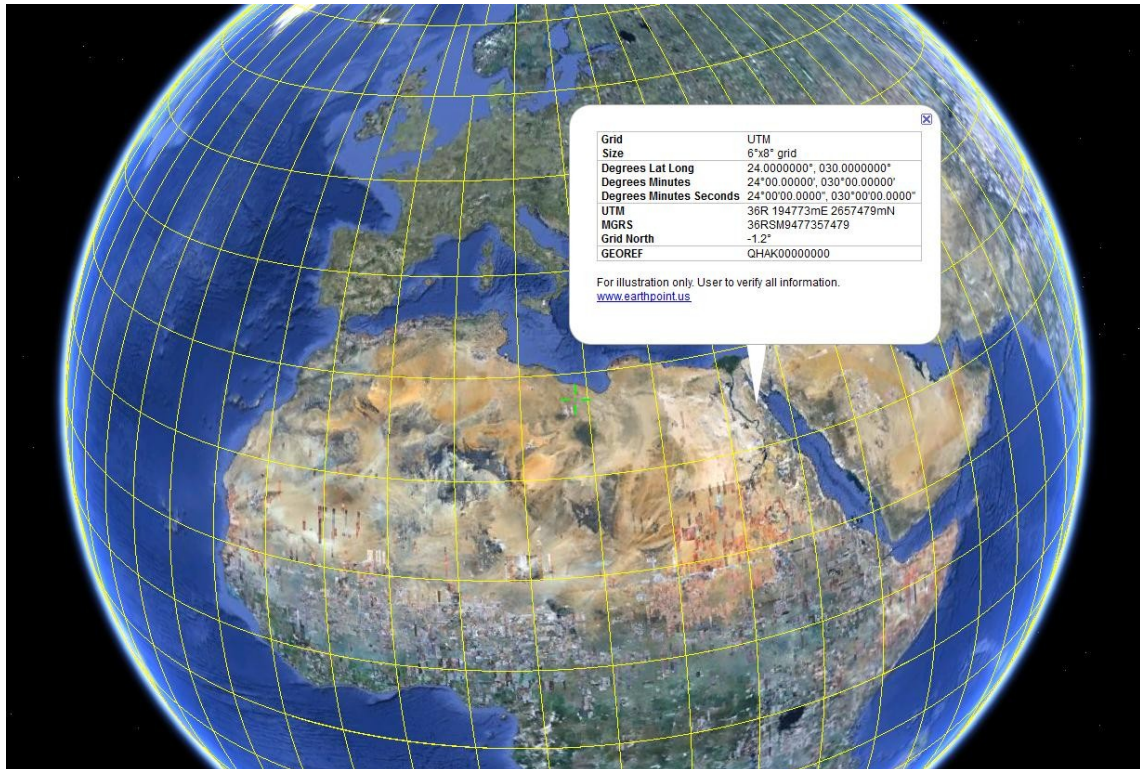 Grid UTM
Size 6°x8° grid
Degrees Lat Long 24.0000000°, 030.0000000°
Degrees Minutes 24°00.00000', 030°00.00000'
Degrees Minutes Seconds 24°00'00.0000", 030°00'00.0000"
UTM 36R 194773mE 2657479mN
MGRS 36RSM9477357479
Grid North -1.2°
GEOREF QHAK00000000
For illustration only. User to verify all information.
www.earthpoint.us